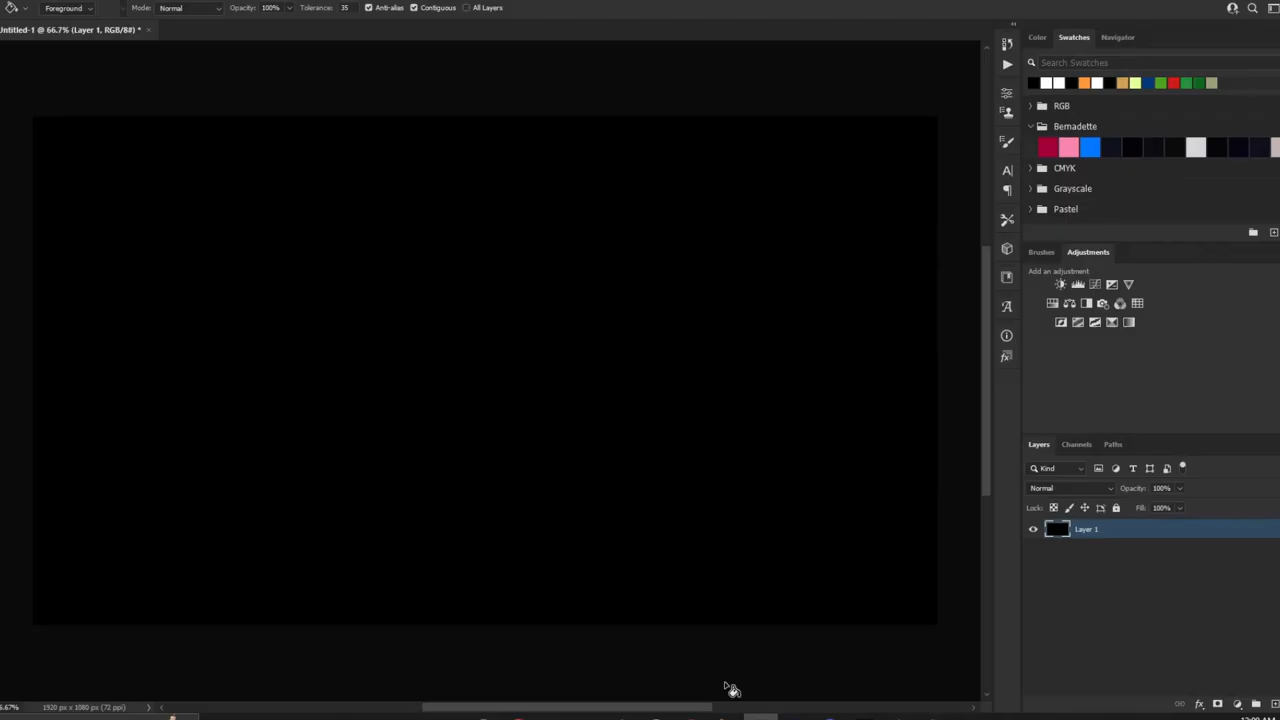 Foreground Mode: Normal Opacity: 100% Tolerance: 35 Anti-alias Contiguous All Layers
Untitled-1 @ 66.7% (Layer 1, RGB/8#) * ×
Color Swatches Navigator
Search Swatches
RGB
Bernadette
CMYK
Grayscale
Pastel
Brushes Adjustments
Add an adjustment
Layers Channels Paths
Kind
Normal Opacity: 100%
Lock: Fill: 100%
Layer 1
6.67% 1920 px x 1080 px (72 ppi)